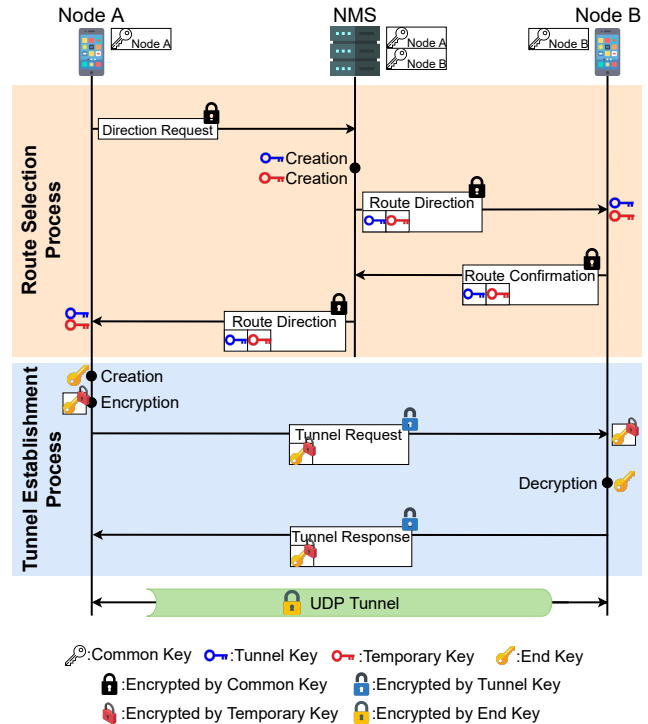 Node A
NMS
Node B
Node A
Node A
Node B
Node B
Route Selection
Process
Direction Request
Creation
Creation
Route Direction
Route Confirmation
Route Direction
Tunnel Establishment
Process
Creation
Encryption
Tunnel Request
Decryption
Tunnel Response
UDP Tunnel
:Common Key :Tunnel Key :Temporary Key :End Key
:Encrypted by Common Key :Encrypted by Tunnel Key
:Encrypted by Temporary Key :Encrypted by End Key